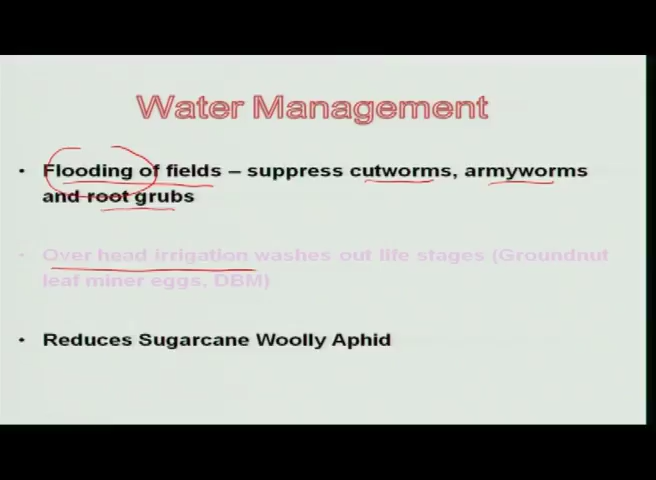 Water Management
• Flooding of fields – suppress cutworms, armyworms
and root grubs
Over head irrigation washes out life stages (Groundnut
leaf miner eggs, DBM)
• Reduces Sugarcane Woolly Aphid